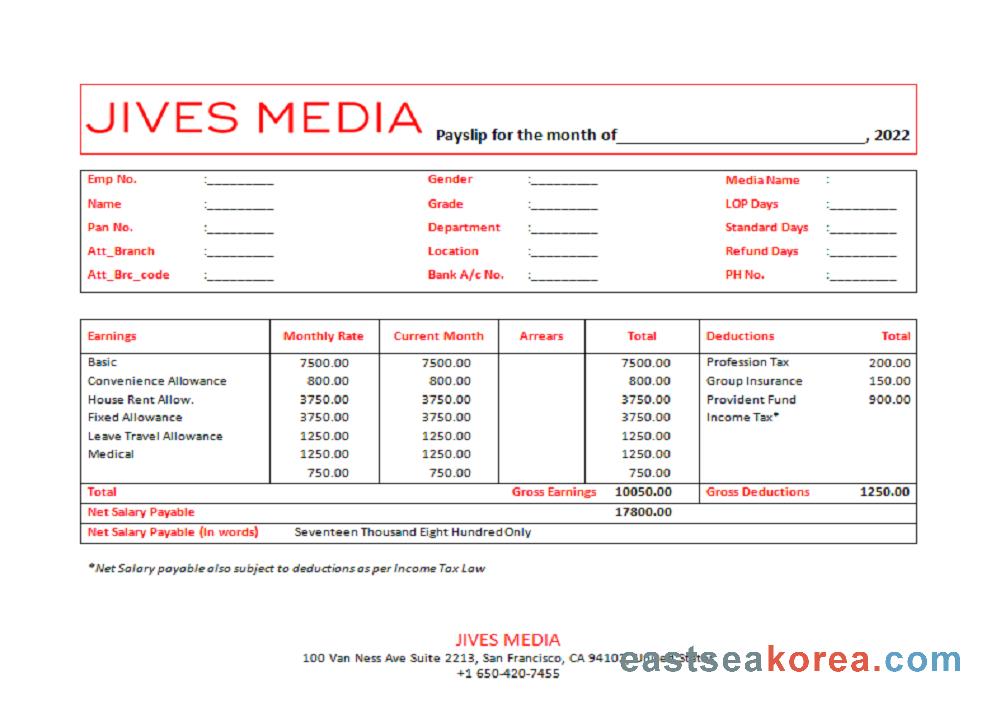 JIVES MEDIA Payslip for the month of____________________________, 2022
Emp No. :_________ Gender :_________ Media Name :
Name :_________ Grade :_________ LOP Days :_________
Pan No. :_________ Department :_________ Standard Days :_________
Att_Branch :_________ Location :_________ Refund Days :_________
Att_Brc_code :_________ Bank A/c No. :_________ PH No. :_________
Earnings Monthly Rate Current Month Arrears Total Deductions Total
Basic 7500.00 7500.00 7500.00 Profession Tax 200.00
Convenience Allowance 800.00 800.00 800.00 Group Insurance 150.00
House Rent Allow. 3750.00 3750.00 3750.00 Provident Fund 900.00
Fixed Allowance 3750.00 3750.00 3750.00 Income Tax*
Leave Travel Allowance 1250.00 1250.00 1250.00
Medical 1250.00 1250.00 1250.00
750.00 750.00 750.00
Total Gross Earnings 10050.00 Gross Deductions 1250.00
Net Salary Payable 17800.00
Net Salary Payable (In words) Seventeen Thousand Eight Hundred Only
*Net Salary payable also subject to deductions as per Income Tax Law
JIVES MEDIA
100 Van Ness Ave Suite 2213, San Francisco, CA 94102, United States
eastseakorea.com
+1 650-420-7455